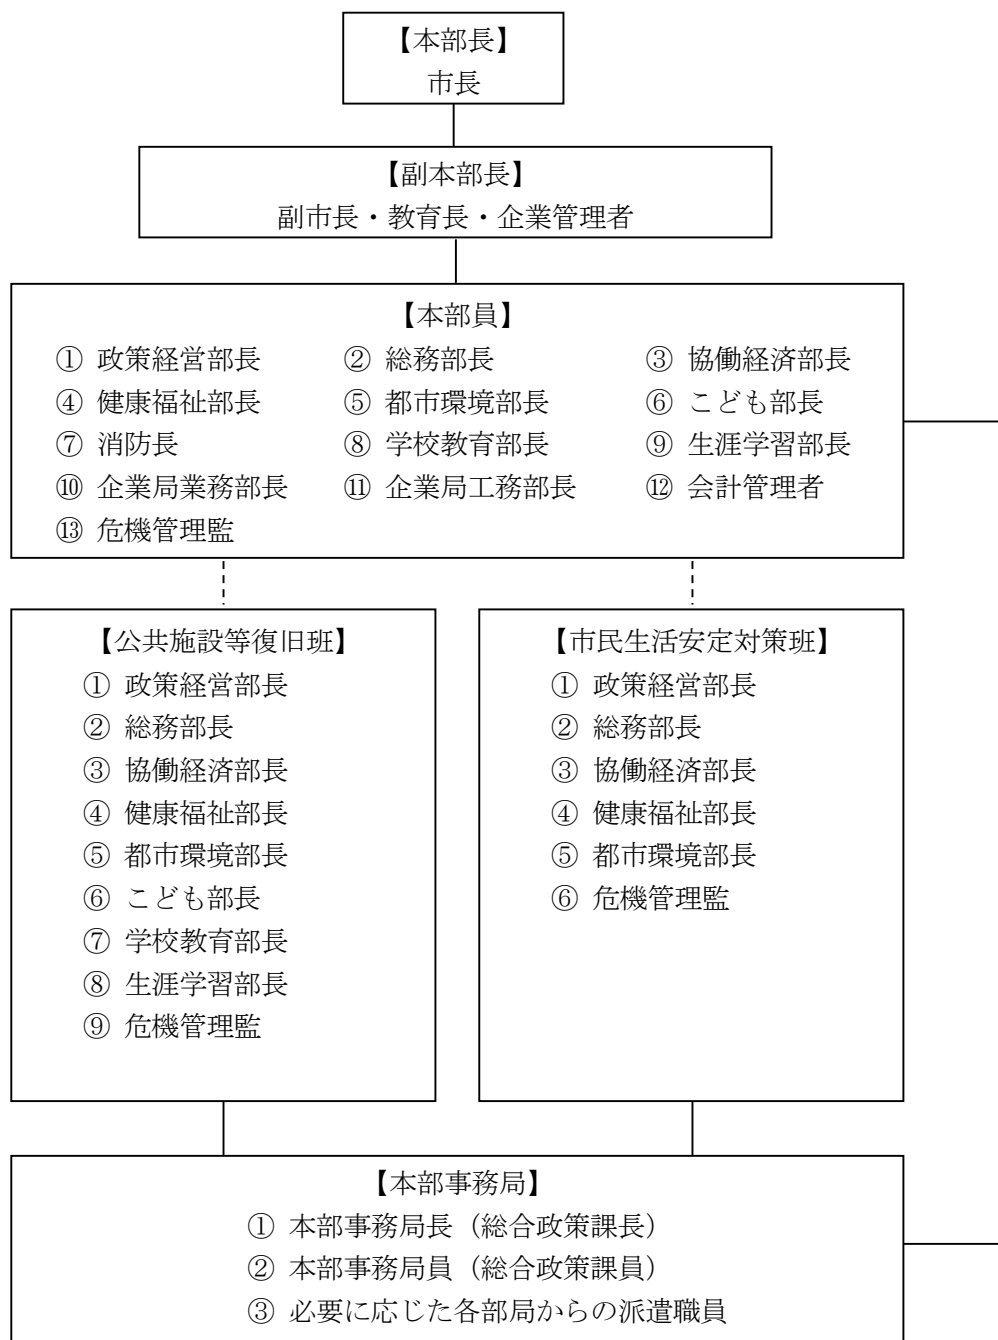 【本部長】
市長
【副本部長】
副市長・教育長・企業管理者
【本部員】
① 政策経営部長 ② 総務部長 ③ 協働経済部長
④ 健康福祉部長 ⑤ 都市環境部長 ⑥ こども部長
⑦ 消防長 ⑧ 学校教育部長 ⑨ 生涯学習部長
⑩ 企業局業務部長 ⑪ 企業局工務部長 ⑫ 会計管理者
⑬ 危機管理監
【公共施設等復旧班】
① 政策経営部長
② 総務部長
③ 協働経済部長
④ 健康福祉部長
⑤ 都市環境部長
⑥ こども部長
⑦ 学校教育部長
⑧ 生涯学習部長
⑨ 危機管理監
【市民生活安定対策班】
① 政策経営部長
② 総務部長
③ 協働経済部長
④ 健康福祉部長
⑤ 都市環境部長
⑥ 危機管理監
【本部事務局】
① 本部事務局長（総合政策課長）
② 本部事務局員（総合政策課員）
③ 必要に応じた各部局からの派遣職員